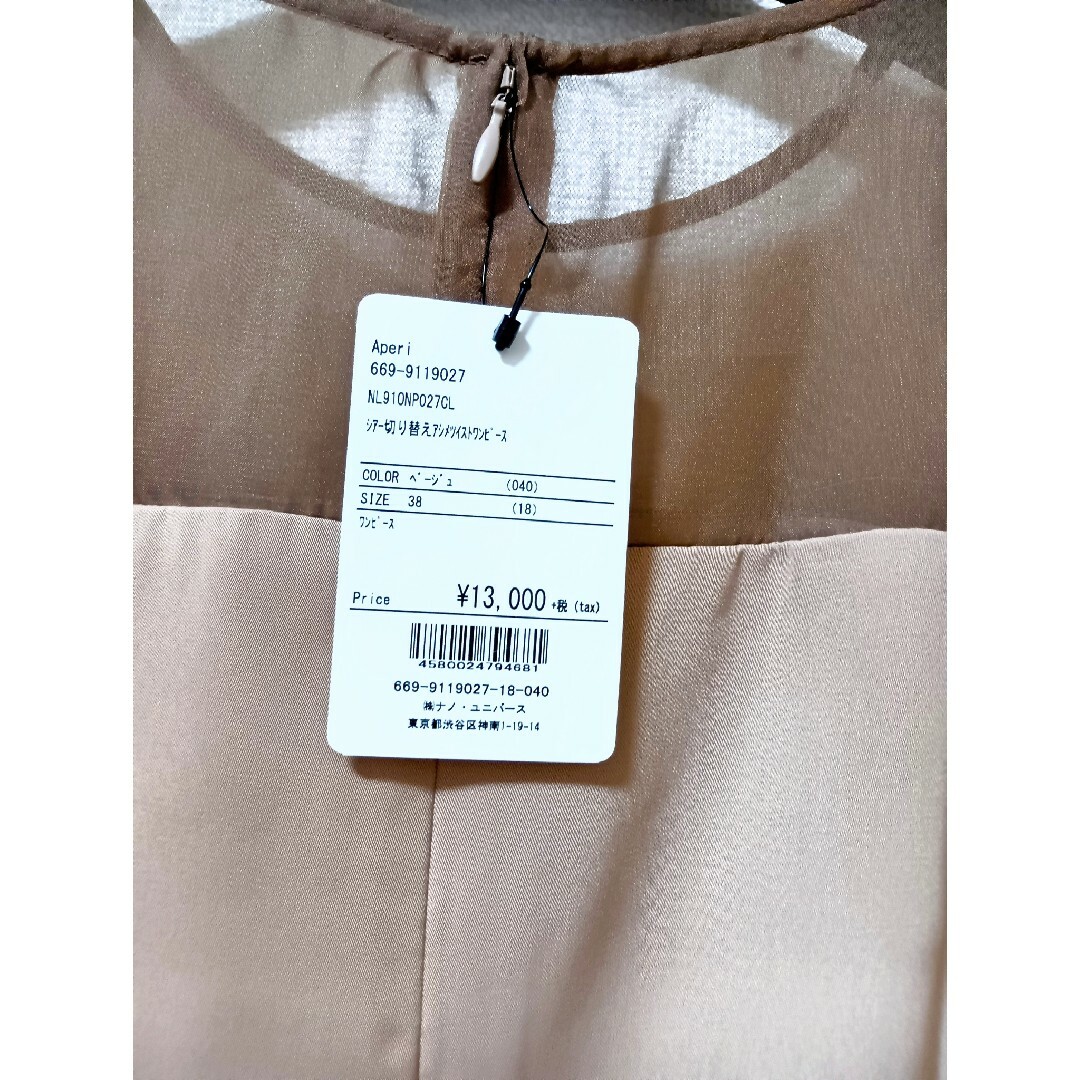 Aperi
669-9119027
NL910NP027CL
ｼｱｰ切り替えｱｼﾒﾂｲｽﾄﾜﾝﾋﾟｰｽ
COLOR ﾍﾞｰｼﾞｭ (040)
SIZE 38 (18)
ﾜﾝﾋﾟｰｽ
Price ¥13,000 +税(tax)
4580024794681
669-9119027-18-040
㈱ナノ・ユニバース
東京都渋谷区神南1-19-14